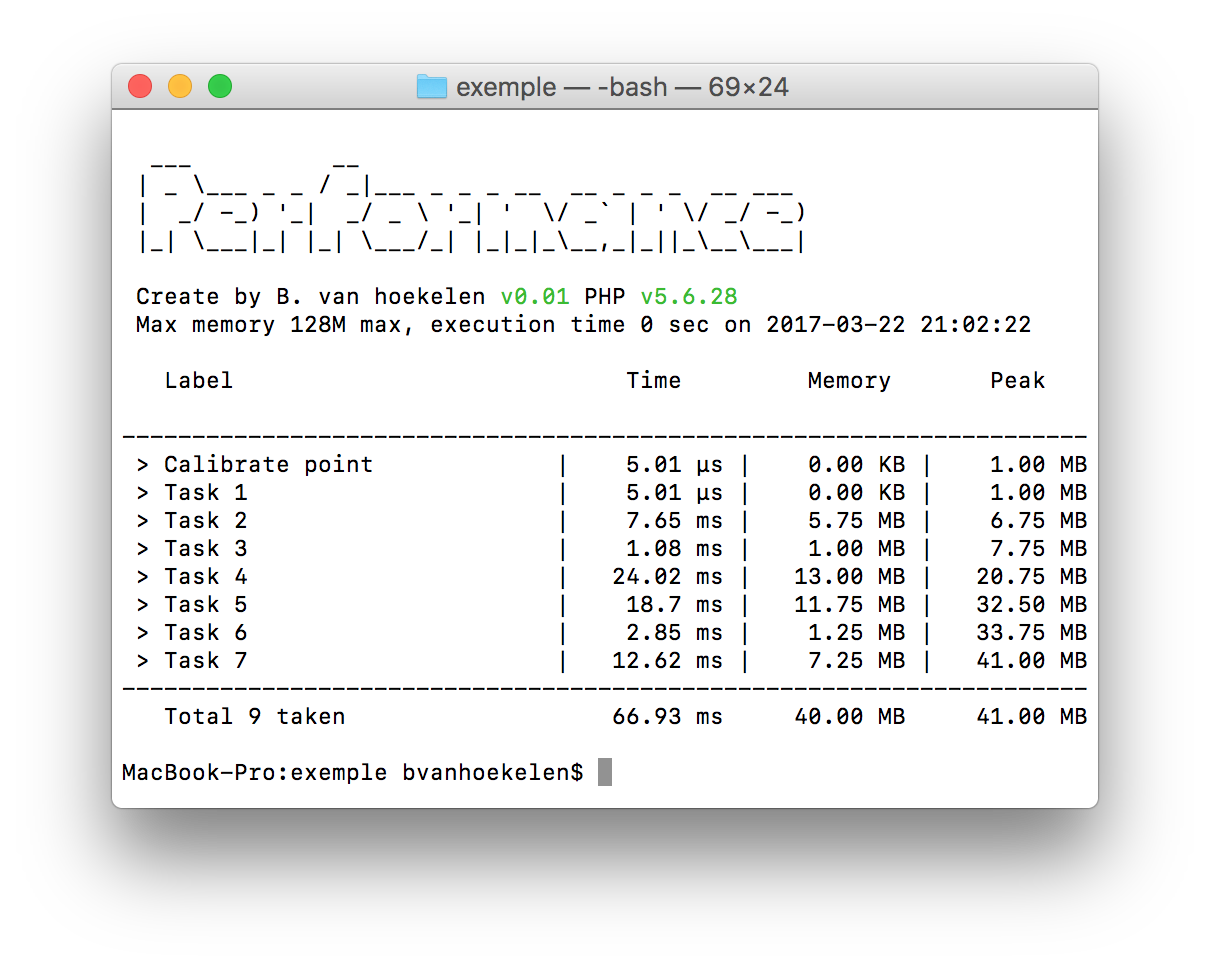 exemple — -bash — 69×24
  ___          __
 | _ \___ _ _ / _|___ _ _ _ __  __ _ _ _  __ ___
 |  _/ -_) '_|  _/ _ \ '_| '  \/ _` | ' \/ _/ -_)
 |_| \___|_| |_| \___/_| |_|_|_\__,_|_||_\__\___|
Create by B. van hoekelen v0.01 PHP v5.6.28
Max memory 128M max, execution time 0 sec on 2017-03-22 21:02:22
Label Time Memory Peak
---------------------------------------------------------------------
> Calibrate point | 5.01 µs | 0.00 KB | 1.00 MB
> Task 1 | 5.01 µs | 0.00 KB | 1.00 MB
> Task 2 | 7.65 ms | 5.75 MB | 6.75 MB
> Task 3 | 1.08 ms | 1.00 MB | 7.75 MB
> Task 4 | 24.02 ms | 13.00 MB | 20.75 MB
> Task 5 | 18.7 ms | 11.75 MB | 32.50 MB
> Task 6 | 2.85 ms | 1.25 MB | 33.75 MB
> Task 7 | 12.62 ms | 7.25 MB | 41.00 MB
---------------------------------------------------------------------
Total 9 taken 66.93 ms 40.00 MB 41.00 MB
MacBook-Pro:exemple bvanhoekelen$